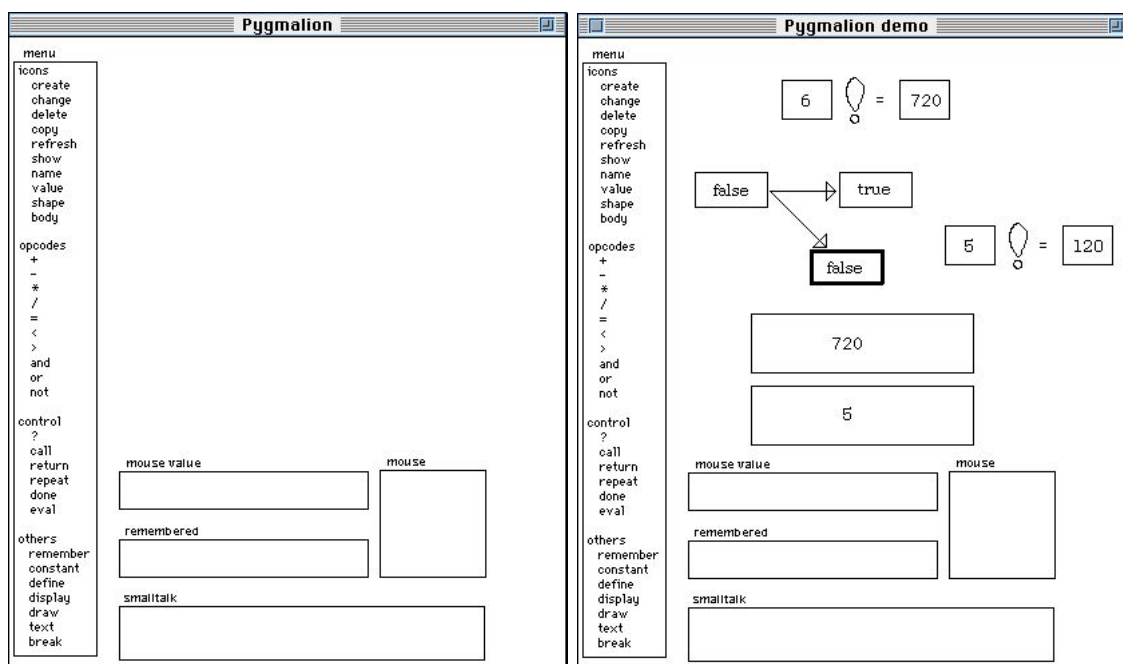 Pygmalion
menu
icons
create
change
delete
copy
refresh
show
name
value
shape
body
opcodes
+
-
*
/
=
<
>
and
or
not
control
?
call
return
repeat
done
eval
others
remember
constant
define
display
draw
text
break
mouse value
mouse
remembered
smalltalk
Pygmalion demo
menu
icons
create
change
delete
copy
refresh
show
name
value
shape
body
opcodes
+
-
*
/
=
<
>
and
or
not
control
?
call
return
repeat
done
eval
others
remember
constant
define
display
draw
text
break
6 ! = 720
false true
5 ! = 120
false
720
5
mouse value
mouse
remembered
smalltalk